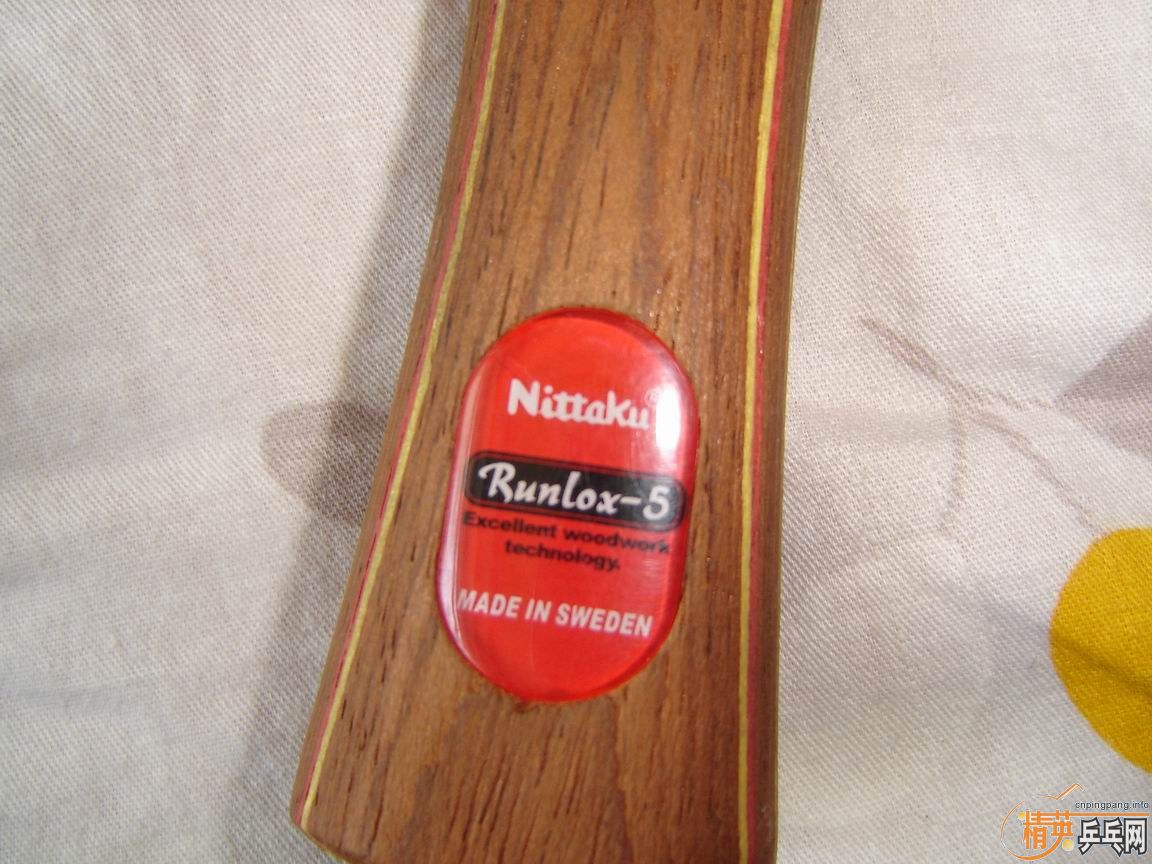 Nittaku®
Runlox-5
Excellent woodwork
technology.
MADE IN SWEDEN
cnpingpang.info
精英乒乓网